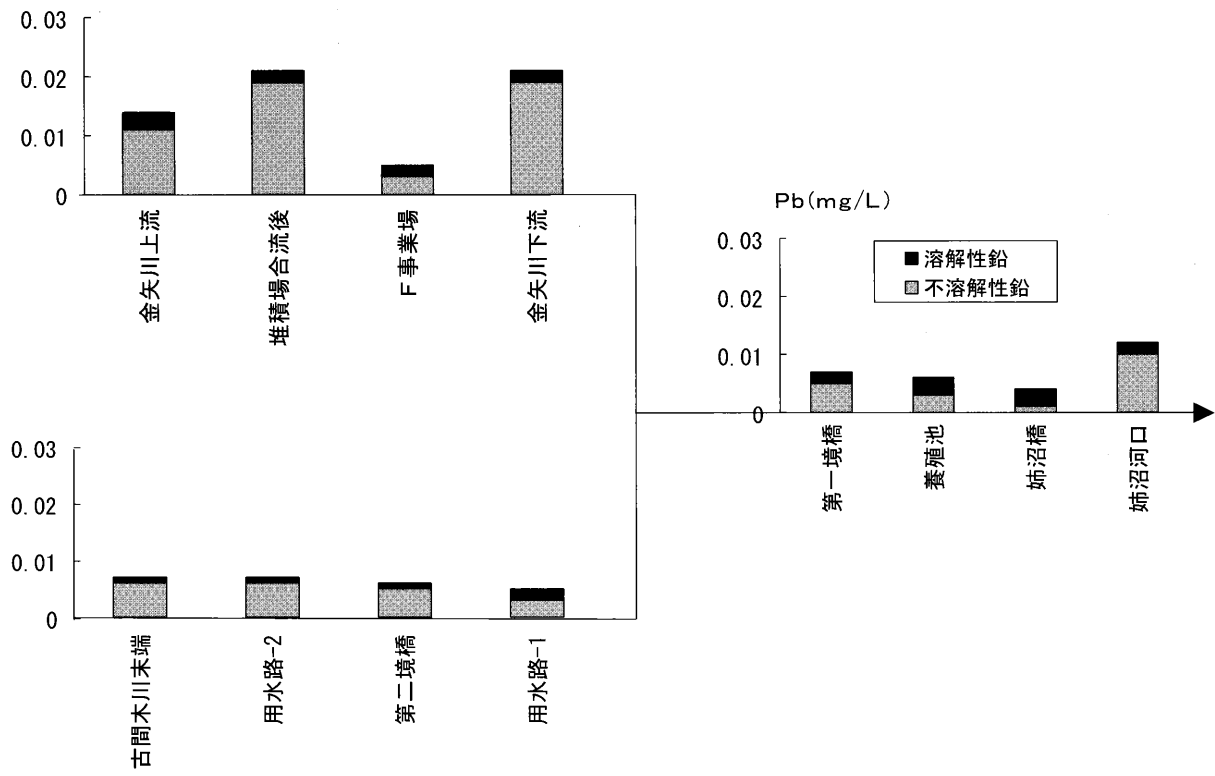 0.03
0.02
0.01
0
金矢川上流
堆積場合流後
F事業場
金矢川下流
Pb(mg/L)
0.03
0.02
0.01
0
溶解性鉛
不溶解性鉛
第一境橋
養殖池
姉沼橋
姉沼河口
0.03
0.02
0.01
0
古間木川末端
用水路-2
第二境橋
用水路-1